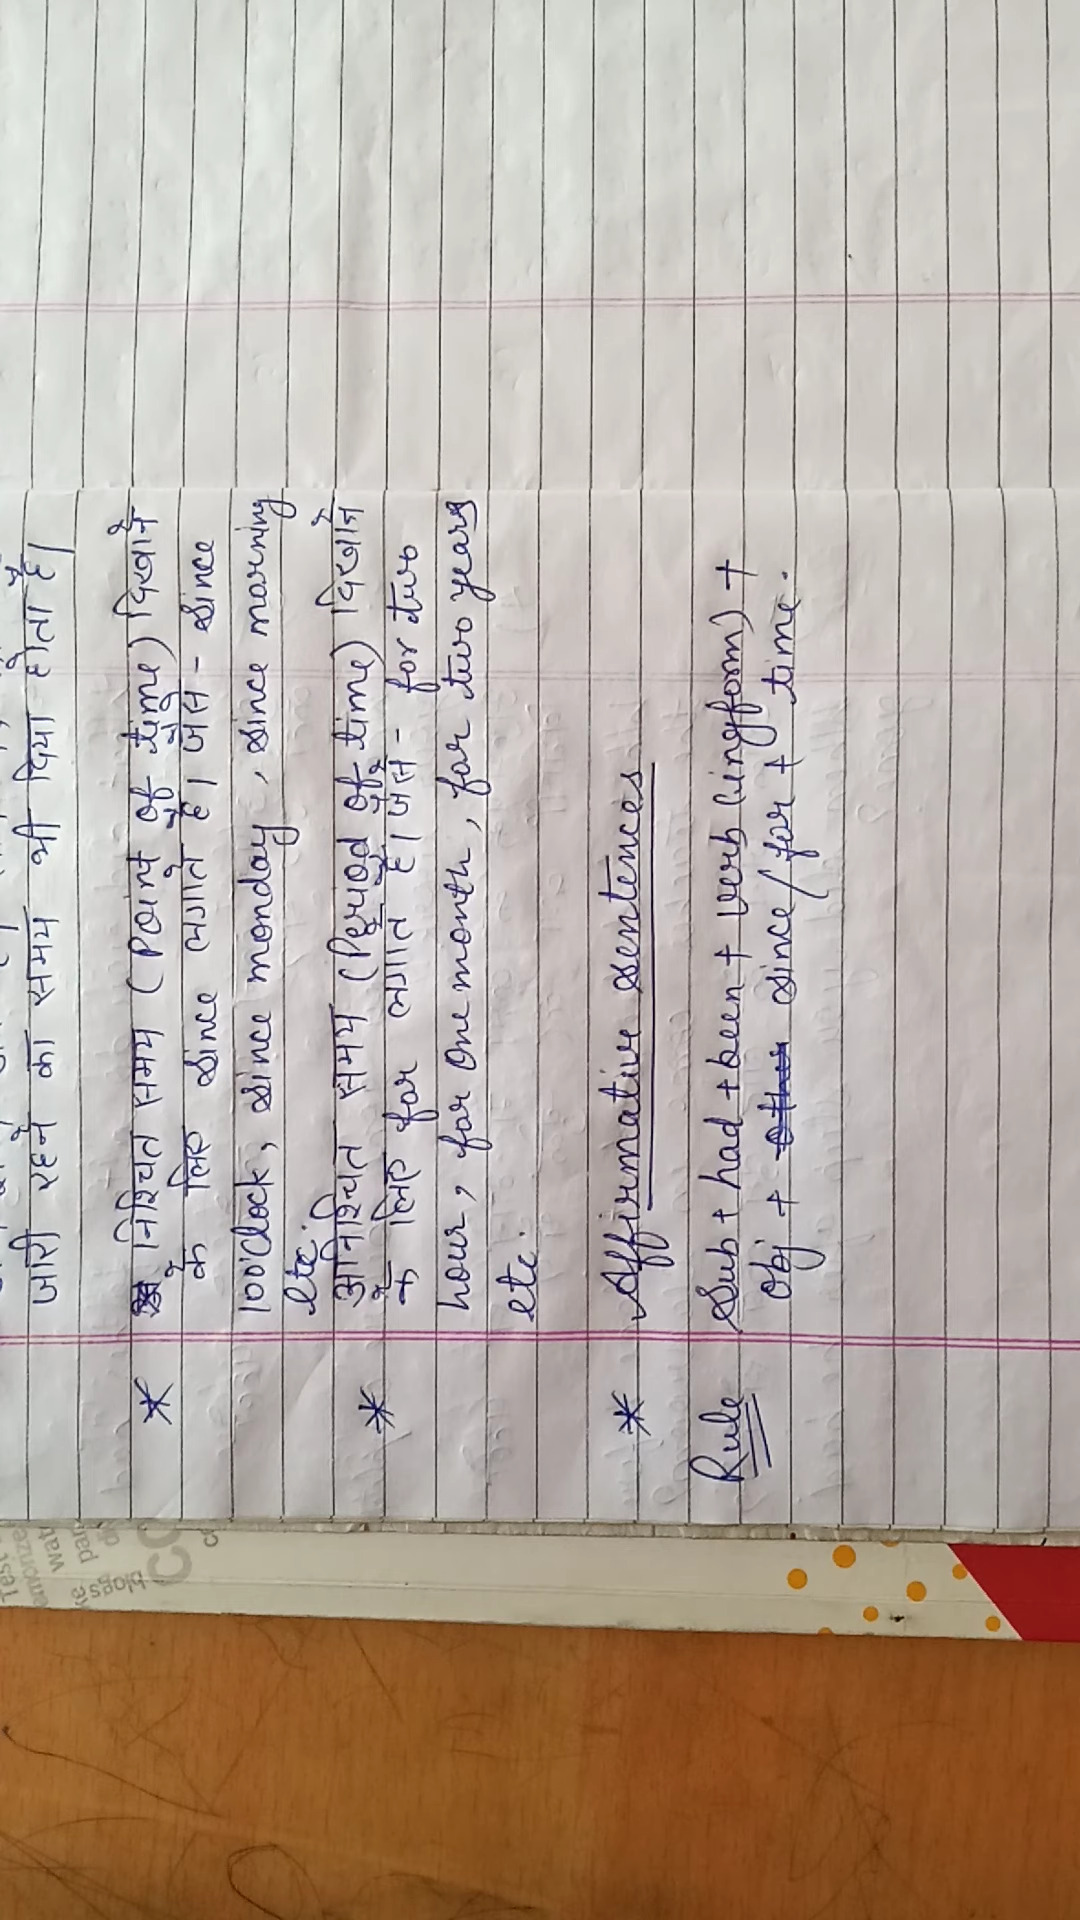 जारी रहने का समय भी दिया होता है।
* निश्चित समय (Point of time) दिखाने
के लिए since लगाते हैं। जैसे - since
10 O'Clock, since monday, since morning
etc.
* अनिश्चित समय (Period of time) दिखाने
के लिए for लगाते हैं। जैसे - for two
hour, for one month, for two years
etc.
* Affirmative sentences
Rule Sub + had + been + verb (ing form) +
obj + since/for + time.